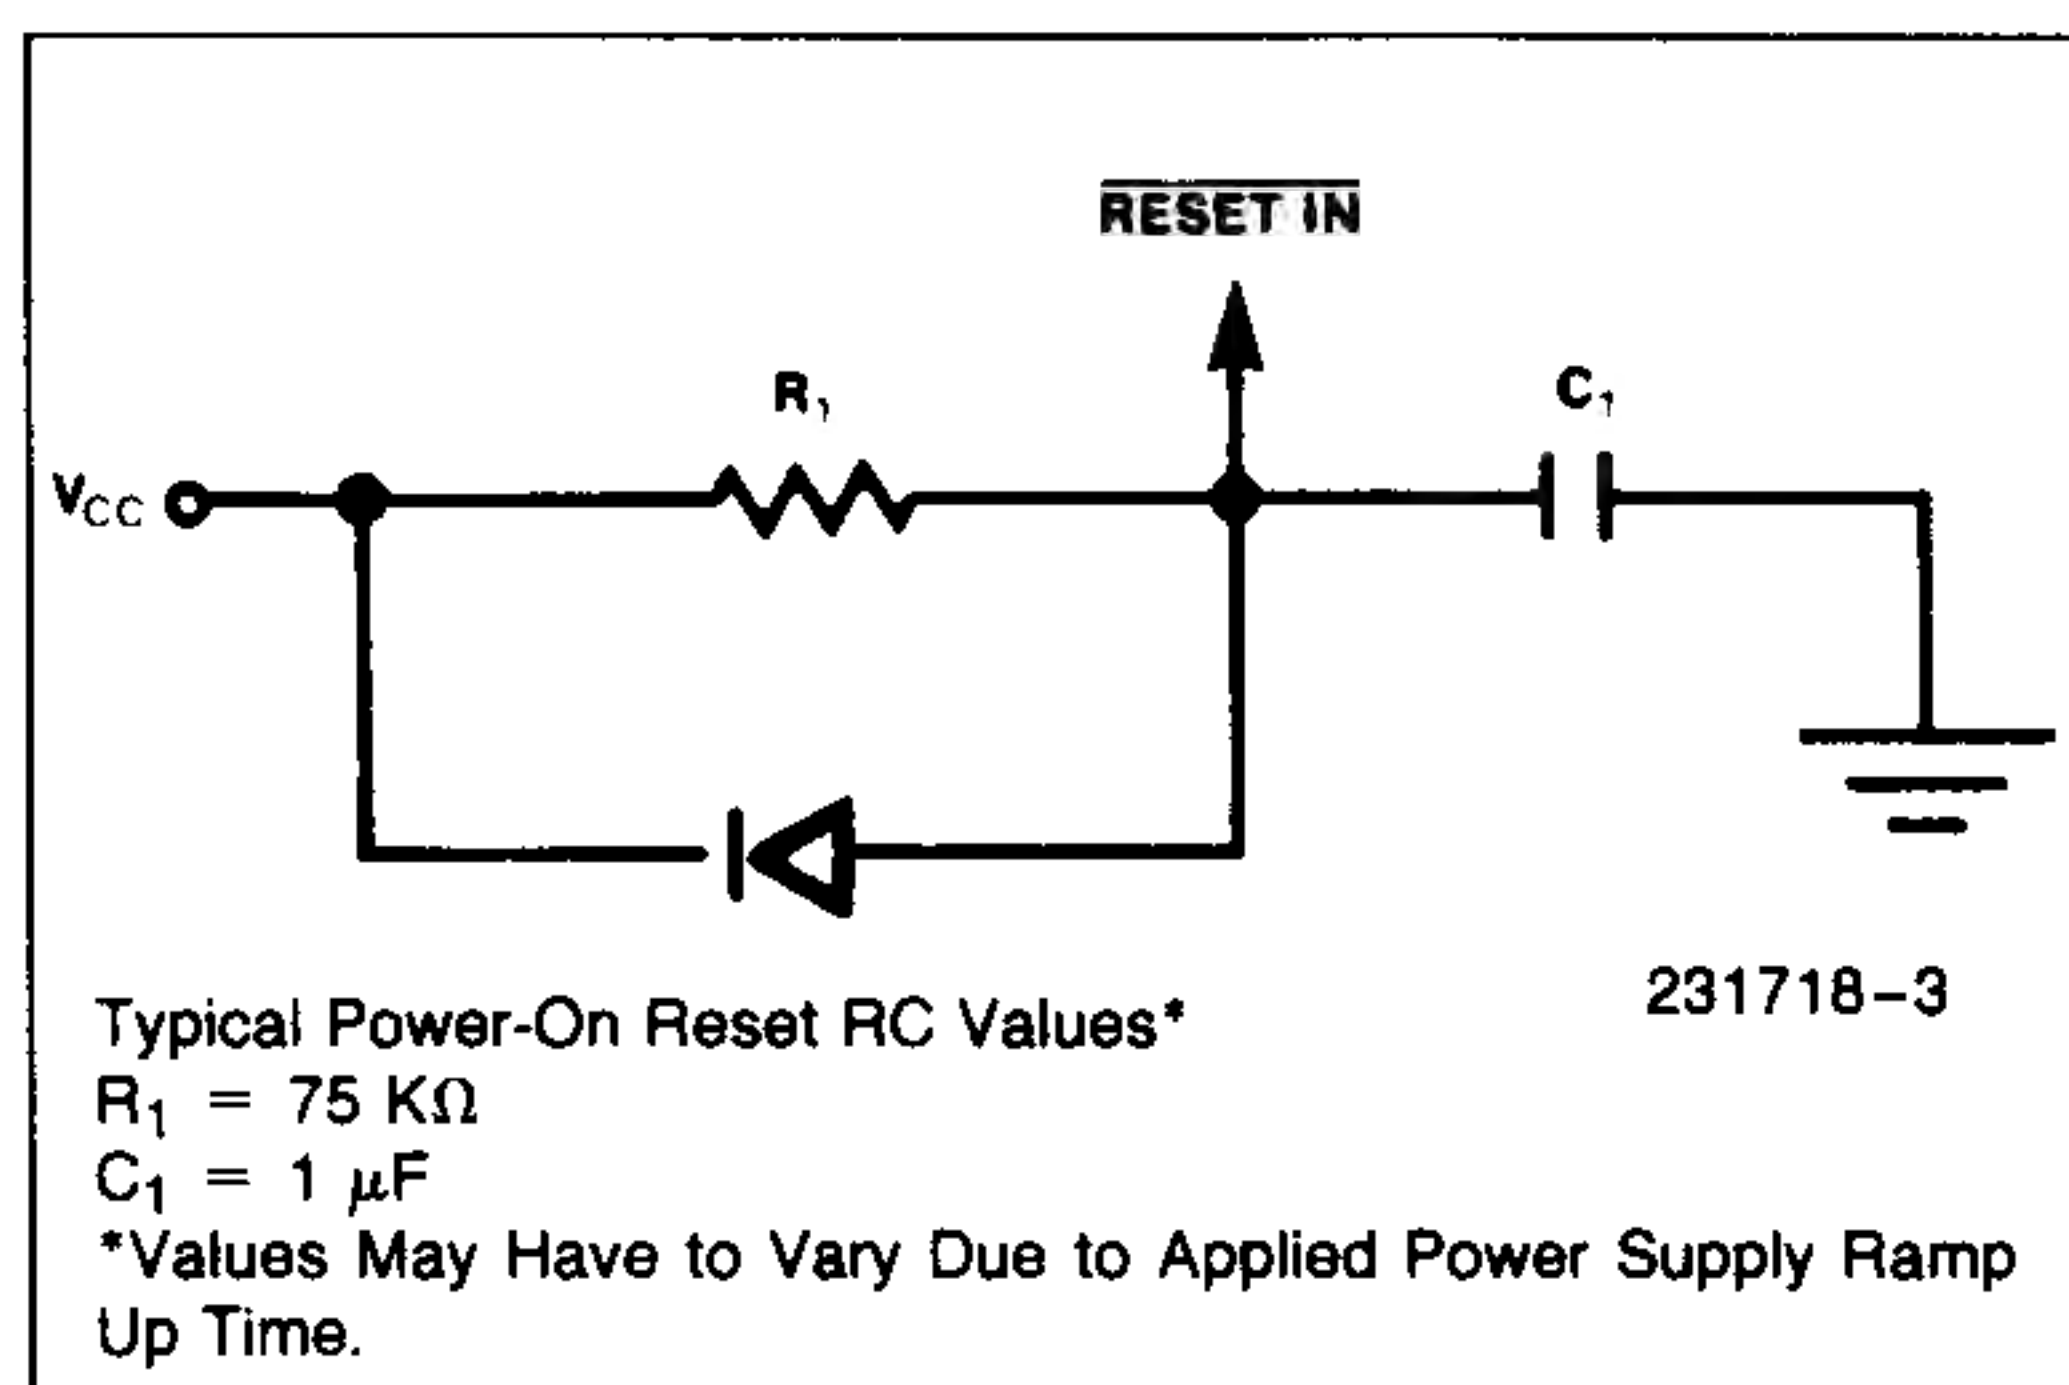 RESET IN
R₁
C₁
VCC
231718-3
Typical Power-On Reset RC Values*
R₁ = 75 KΩ
C₁ = 1 μF
*Values May Have to Vary Due to Applied Power Supply Ramp
Up Time.